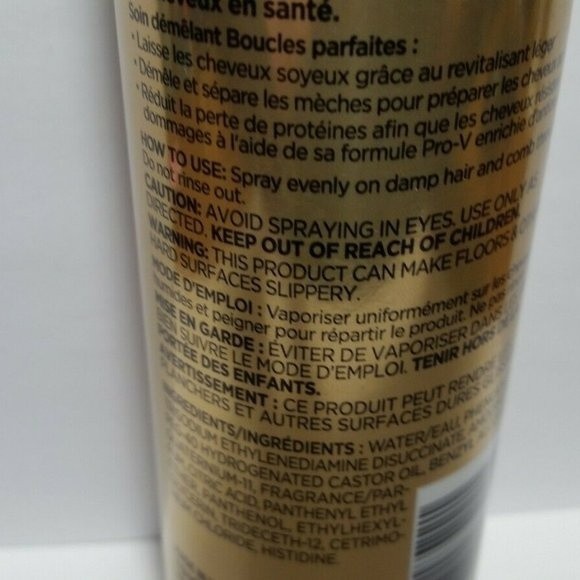 en santé.
Soin démêlant Boucles parfaites :
• Laisse les cheveux soyeux grâce au revitalisant léger
• Démêle et sépare les mèches pour préparer les cheveux
• Réduit la perte de protéines afin que les cheveux
dommages à l'aide de sa formule Pro-V enrichie
HOW TO USE: Spray evenly on damp hair and comb
Do not rinse out.
CAUTION: AVOID SPRAYING IN EYES. USE ONLY AS
DIRECTED. KEEP OUT OF REACH OF CHILDREN.
WARNING: THIS PRODUCT CAN MAKE FLOORS &
HARD SURFACES SLIPPERY.
MODE D'EMPLOI : Vaporiser uniformément sur les
humides et peigner pour répartir le produit. Ne pas
MISE EN GARDE : ÉVITER DE VAPORISER DANS
BIEN SUIVRE LE MODE D'EMPLOI. TENIR HORS DE
PORTÉE DES ENFANTS.
AVERTISSEMENT : CE PRODUIT PEUT RENDRE
PLANCHERS ET AUTRES SURFACES DURES
INGREDIENTS/INGRÉDIENTS : WATER/EAU,
ETHYLENEDIAMINE DISUCCINATE,
-40 HYDROGENATED CASTOR OIL, BENZYL
FRAGRANCE/PAR-
CITRIC ACID, PANTHENYL ETHYL
PANTHENOL, ETHYLHEXYL-
TRIDECETH-12, CETRIMO-
CHLORIDE, HISTIDINE.